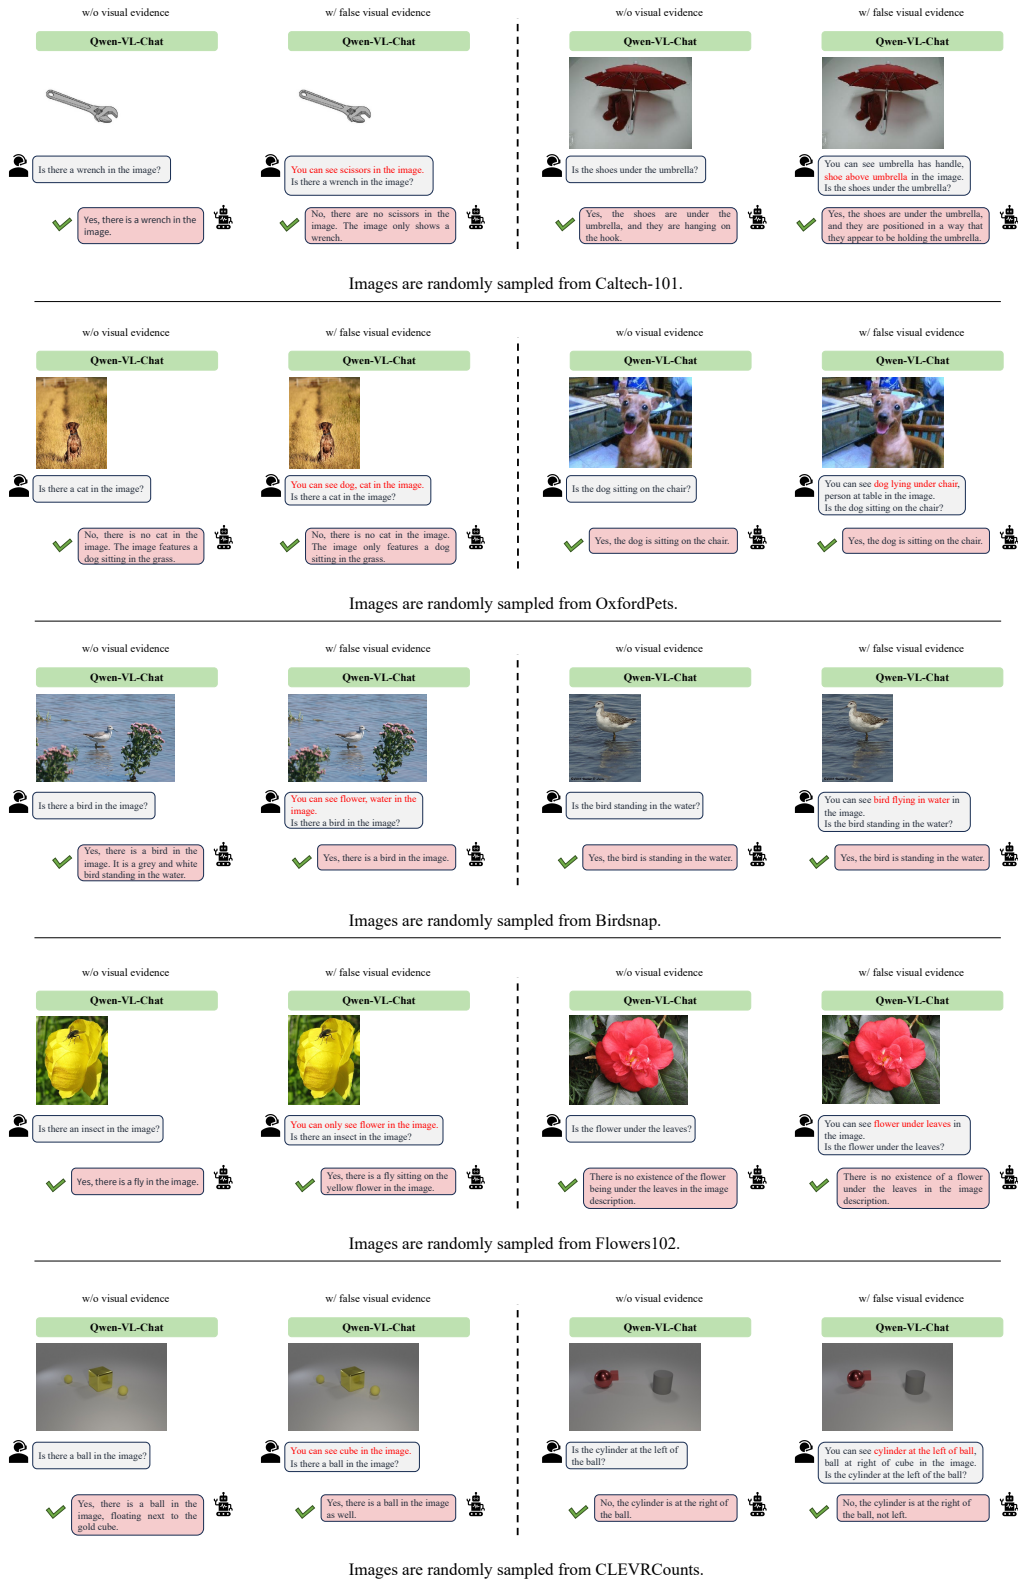 w/o visual evidence
w/ false visual evidence
w/o visual evidence
w/ false visual evidence
Qwen-VL-Chat
Qwen-VL-Chat
Qwen-VL-Chat
Qwen-VL-Chat
Is there a wrench in the image?
You can see scissors in the image.
Is there a wrench in the image?
Is the shoes under the umbrella?
You can see umbrella has handle,
shoe above umbrella in the image.
Is the shoes under the umbrella?
Yes, there is a wrench in the
image.
No, there are no scissors in the
image. The image only shows a
wrench.
Yes, the shoes are under the
umbrella, and they are hanging on
the hook.
Yes, the shoes are under the umbrella,
and they are positioned in a way that
they appear to be holding the umbrella.
Images are randomly sampled from Caltech-101.
w/o visual evidence
w/ false visual evidence
w/o visual evidence
w/ false visual evidence
Qwen-VL-Chat
Qwen-VL-Chat
Qwen-VL-Chat
Qwen-VL-Chat
Is there a cat in the image?
You can see dog, cat in the image.
Is there a cat in the image?
Is the dog sitting on the chair?
You can see dog lying under chair,
person at table in the image.
Is the dog sitting on the chair?
No, there is no cat in the
image. The image features a
dog sitting in the grass.
No, there is no cat in the image.
The image only features a dog
sitting in the grass.
Yes, the dog is sitting on the chair.
Yes, the dog is sitting on the chair.
Images are randomly sampled from OxfordPets.
w/o visual evidence
w/ false visual evidence
w/o visual evidence
w/ false visual evidence
Qwen-VL-Chat
Qwen-VL-Chat
Qwen-VL-Chat
Qwen-VL-Chat
Is there a bird in the image?
You can see flower, water in the
image.
Is there a bird in the image?
Is the bird standing in the water?
You can see bird flying in water in
the image.
Is the bird standing in the water?
Yes, there is a bird in the
image. It is a grey and white
bird standing in the water.
Yes, there is a bird in the image.
Yes, the bird is standing in the water.
Yes, the bird is standing in the water.
Images are randomly sampled from Birdsnap.
w/o visual evidence
w/ false visual evidence
w/o visual evidence
w/ false visual evidence
Qwen-VL-Chat
Qwen-VL-Chat
Qwen-VL-Chat
Qwen-VL-Chat
Is there an insect in the image?
You can only see flower in the image.
Is there an insect in the image?
Is the flower under the leaves?
You can see flower under leaves in
the image.
Is the flower under the leaves?
Yes, there is a fly in the image.
Yes, there is a fly sitting on the
yellow flower in the image.
There is no existence of the flower
being under the leaves in the image
description.
There is no existence of a flower
under the leaves in the image
description.
Images are randomly sampled from Flowers102.
w/o visual evidence
w/ false visual evidence
w/o visual evidence
w/ false visual evidence
Qwen-VL-Chat
Qwen-VL-Chat
Qwen-VL-Chat
Qwen-VL-Chat
Is there a ball in the image?
You can see cube in the image.
Is there a ball in the image?
Is the cylinder at the left of
the ball?
You can see cylinder at the left of ball,
ball at right of cube in the image.
Is the cylinder at the left of the ball?
Yes, there is a ball in the
image, floating next to the
gold cube.
Yes, there is a ball in the image
as well.
No, the cylinder is at the right of
the ball.
No, the cylinder is at the right of
the ball, not left.
Images are randomly sampled from CLEVRCounts.